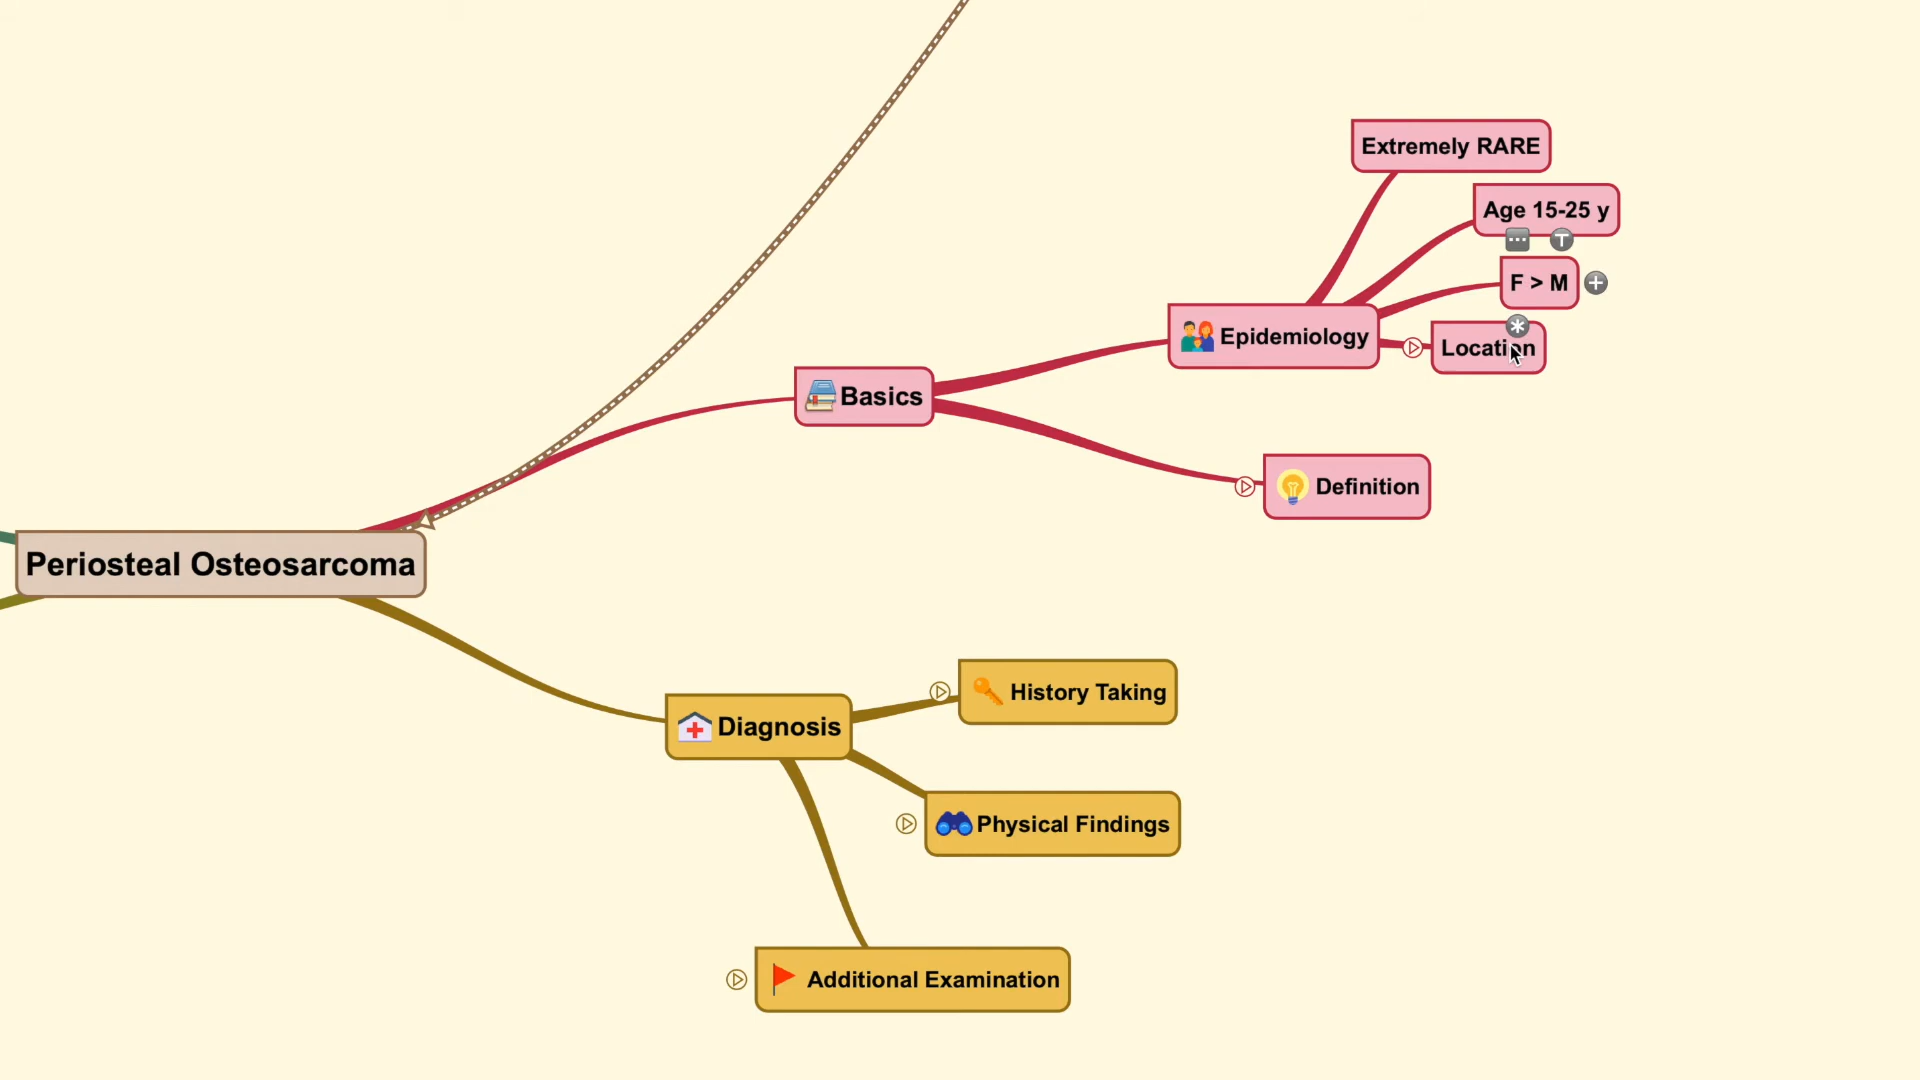 Extremely RARE
Age 15-25 y
F > M
Epidemiology
Location
Basics
Definition
Periosteal Osteosarcoma
History Taking
Diagnosis
Physical Findings
Additional Examination